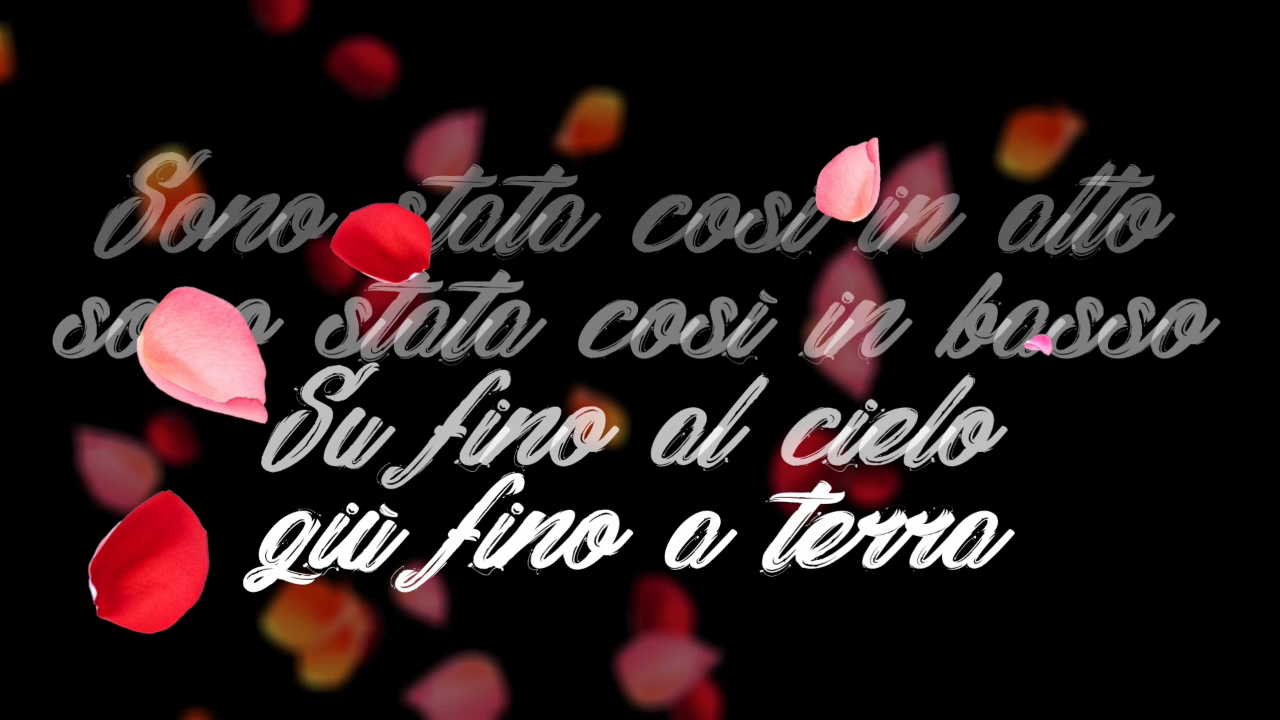 Sono stata così in alto
sono stata così in basso
Su fino al cielo
giù fino a terra